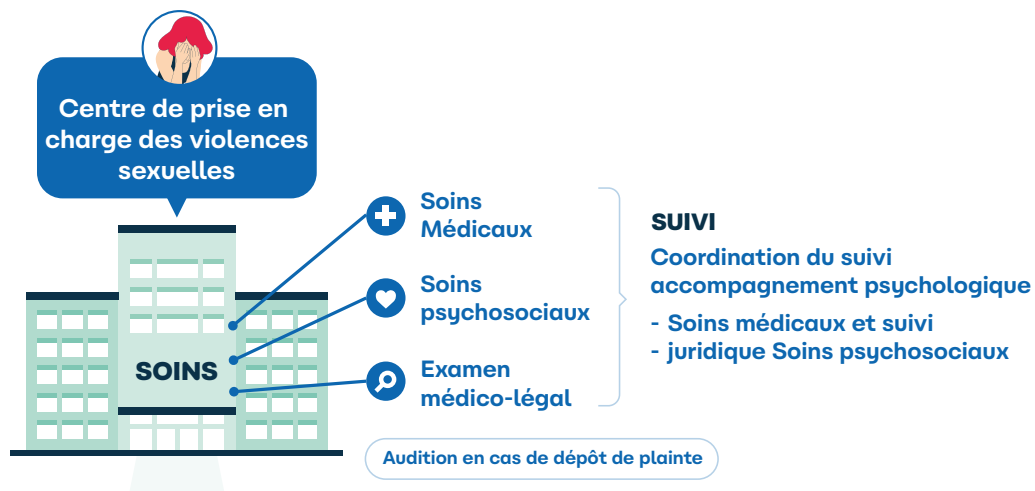 Centre de prise en
charge des violences
sexuelles
SOINS
Soins
Médicaux
Soins
psychosociaux
Examen
médico-légal
Audition en cas de dépôt de plainte
SUIVI
Coordination du suivi
accompagnement psychologique
- Soins médicaux et suivi
- juridique Soins psychosociaux